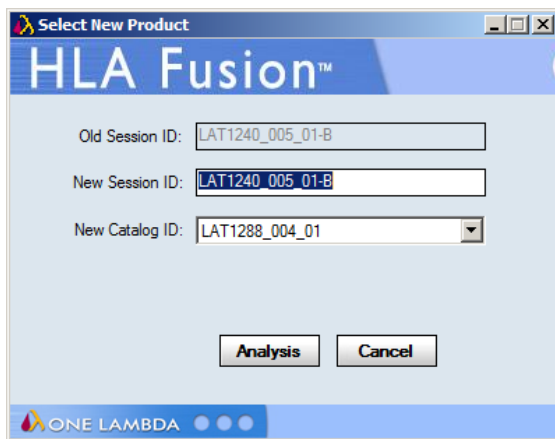 Select New Product
HLA Fusion™
Old Session ID: LAT1240_005_01-B
New Session ID: LAT1240_005_01-B
New Catalog ID: LAT1288_004_01
Analysis Cancel
ONE LAMBDA